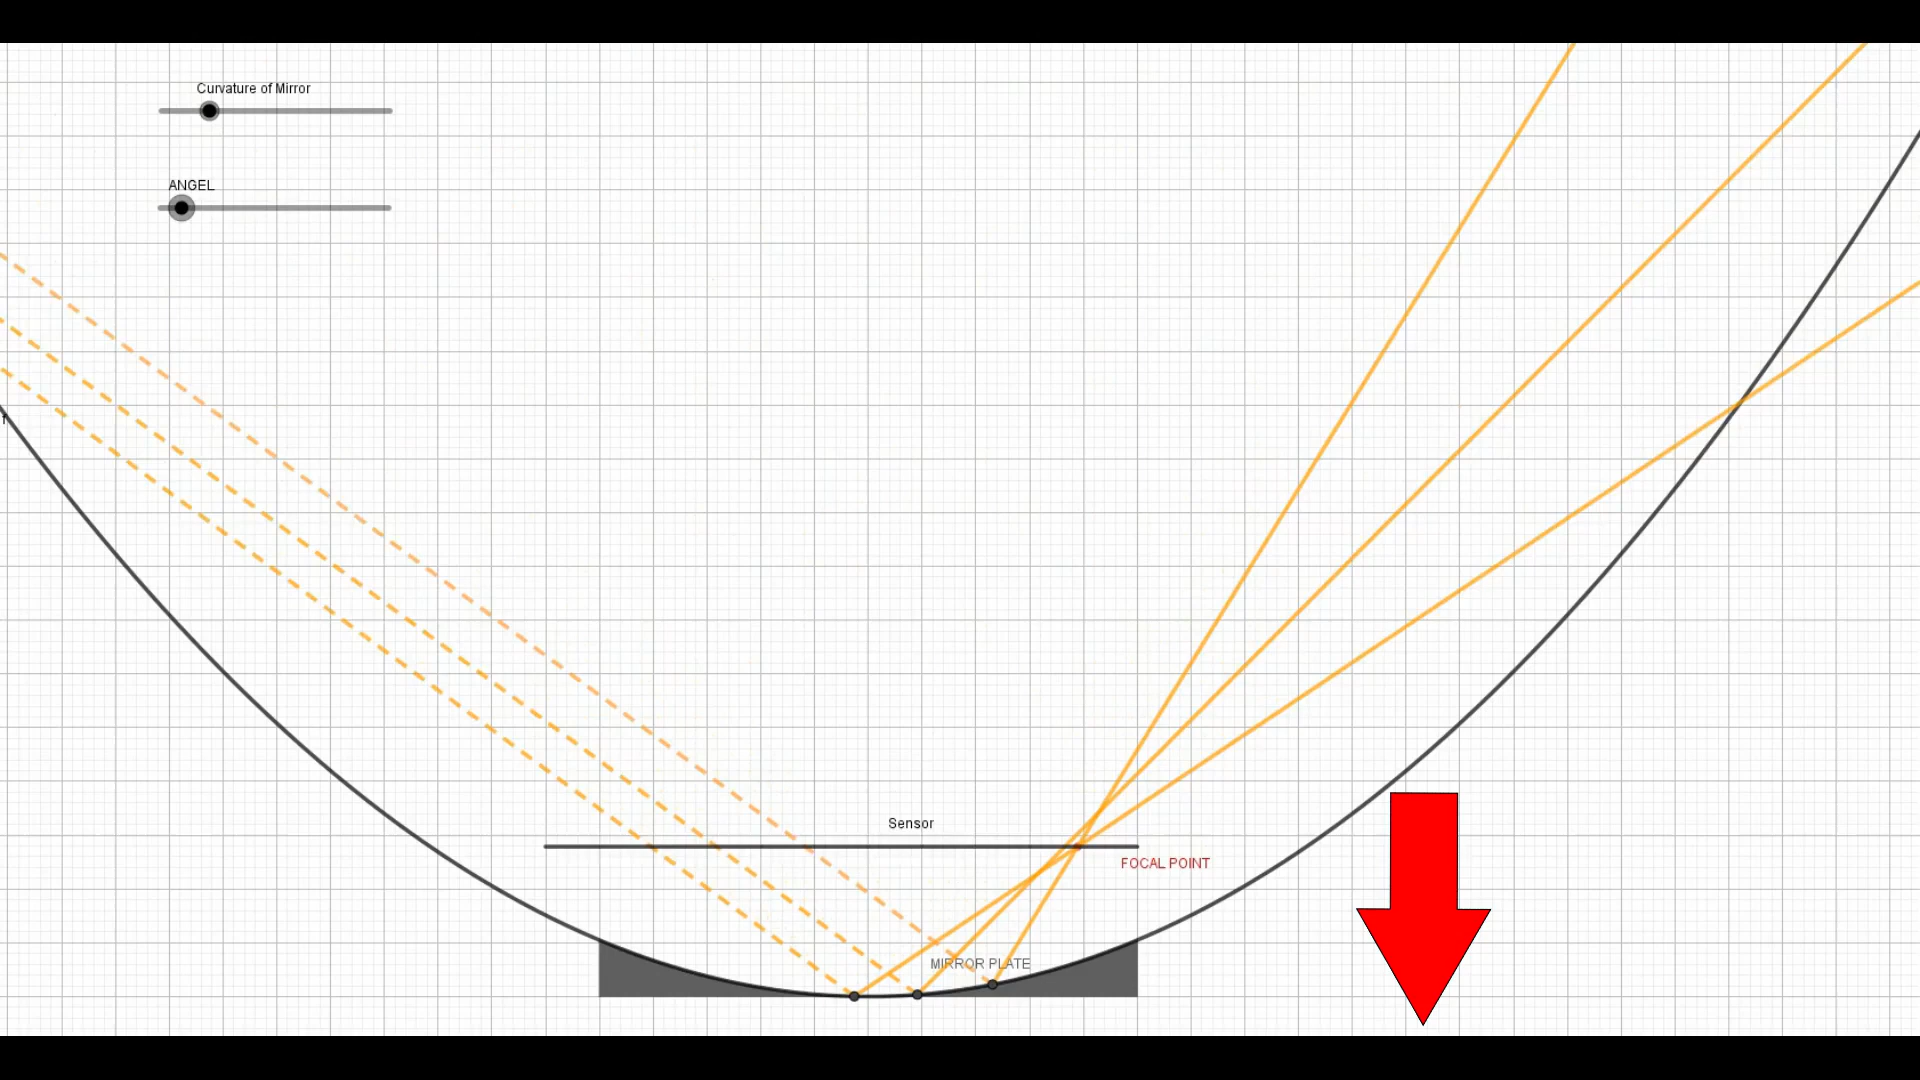 Curvature of Mirror
ANGEL
f
Sensor
FOCAL POINT
MIRROR PLATE